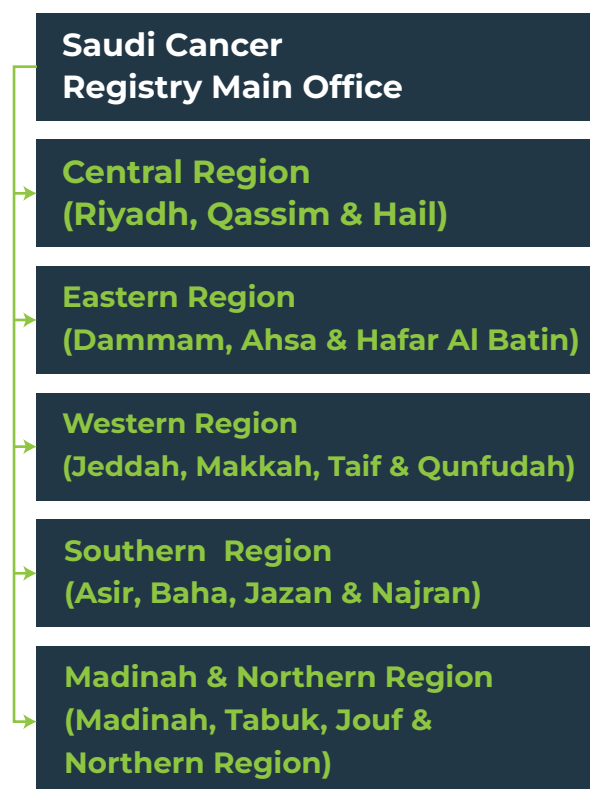 Saudi Cancer
Registry Main Office
Central Region
(Riyadh, Qassim & Hail)
Eastern Region
(Dammam, Ahsa & Hafar Al Batin)
Western Region
(Jeddah, Makkah, Taif & Qunfudah)
Southern Region
(Asir, Baha, Jazan & Najran)
Madinah & Northern Region
(Madinah, Tabuk, Jouf &
Northern Region)